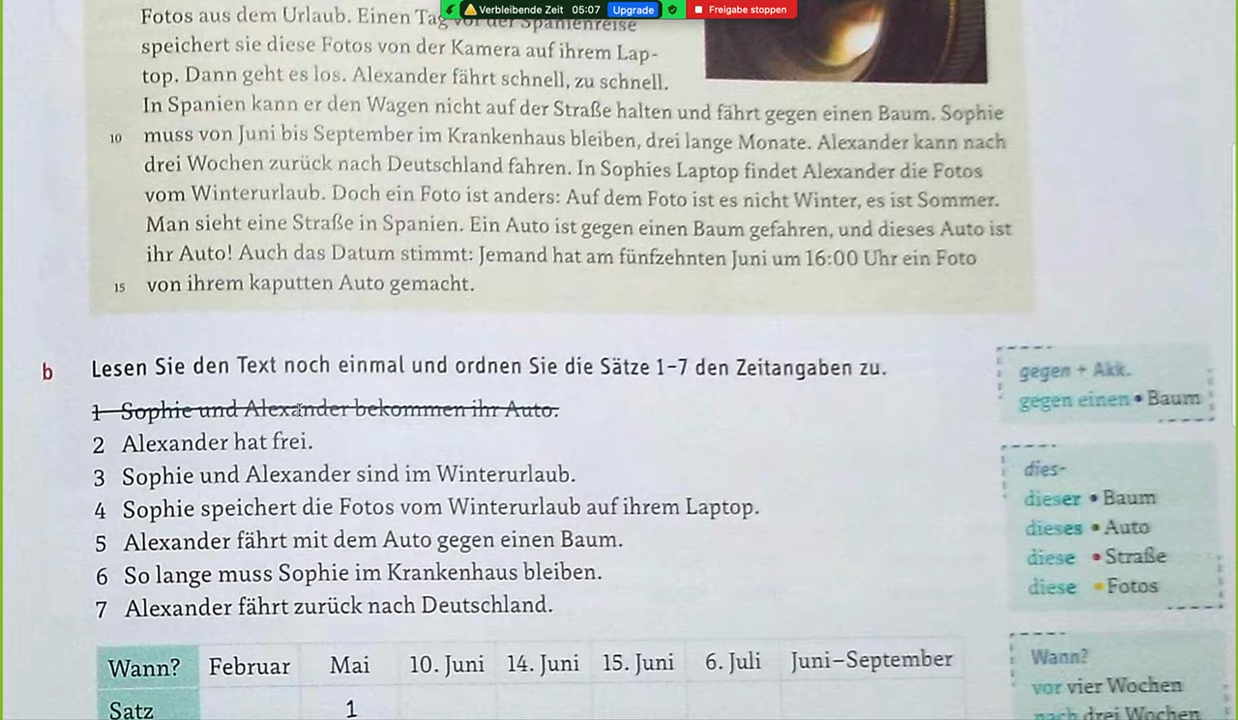 Verbleibende Zeit 05:07 Upgrade Freigabe stoppen
Fotos aus dem Urlaub. Einen Tag vor der Spanienreise
speichert sie diese Fotos von der Kamera auf ihrem Lap-
top. Dann geht es los. Alexander fährt schnell, zu schnell.
In Spanien kann er den Wagen nicht auf der Straße halten und fährt gegen einen Baum. Sophie
10 muss von Juni bis September im Krankenhaus bleiben, drei lange Monate. Alexander kann nach
drei Wochen zurück nach Deutschland fahren. In Sophies Laptop findet Alexander die Fotos
vom Winterurlaub. Doch ein Foto ist anders: Auf dem Foto ist es nicht Winter, es ist Sommer.
Man sieht eine Straße in Spanien. Ein Auto ist gegen einen Baum gefahren, und dieses Auto ist
ihr Auto! Auch das Datum stimmt: Jemand hat am fünfzehnten Juni um 16:00 Uhr ein Foto
15 von ihrem kaputten Auto gemacht.
b Lesen Sie den Text noch einmal und ordnen Sie die Sätze 1–7 den Zeitangaben zu.
1 Sophie und Alexander bekommen ihr Auto.
2 Alexander hat frei.
3 Sophie und Alexander sind im Winterurlaub.
4 Sophie speichert die Fotos vom Winterurlaub auf ihrem Laptop.
5 Alexander fährt mit dem Auto gegen einen Baum.
6 So lange muss Sophie im Krankenhaus bleiben.
7 Alexander fährt zurück nach Deutschland.
Wann? Februar Mai 10. Juni 14. Juni 15. Juni 6. Juli Juni–September
Satz 1
gegen + Akk.
gegen einen • Baum
dies-
dieser • Baum
dieses • Auto
diese • Straße
diese • Fotos
Wann?
vor vier Wochen
nach drei Wochen